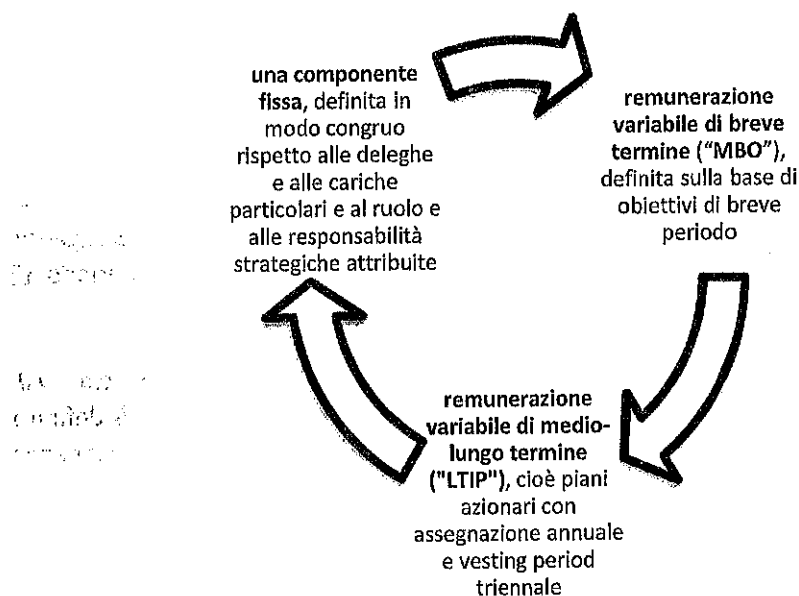 una componente
fissa, definita in
modo congruo
rispetto alle deleghe
e alle cariche
particolari e al ruolo e
alle responsabilità
strategiche attribuite
remunerazione
variabile di breve
termine (“MBO”),
definita sulla base di
obiettivi di breve
periodo
remunerazione
variabile di medio-
lungo termine
("LTIP"), cioè piani
azionari con
assegnazione annuale
e vesting period
triennale